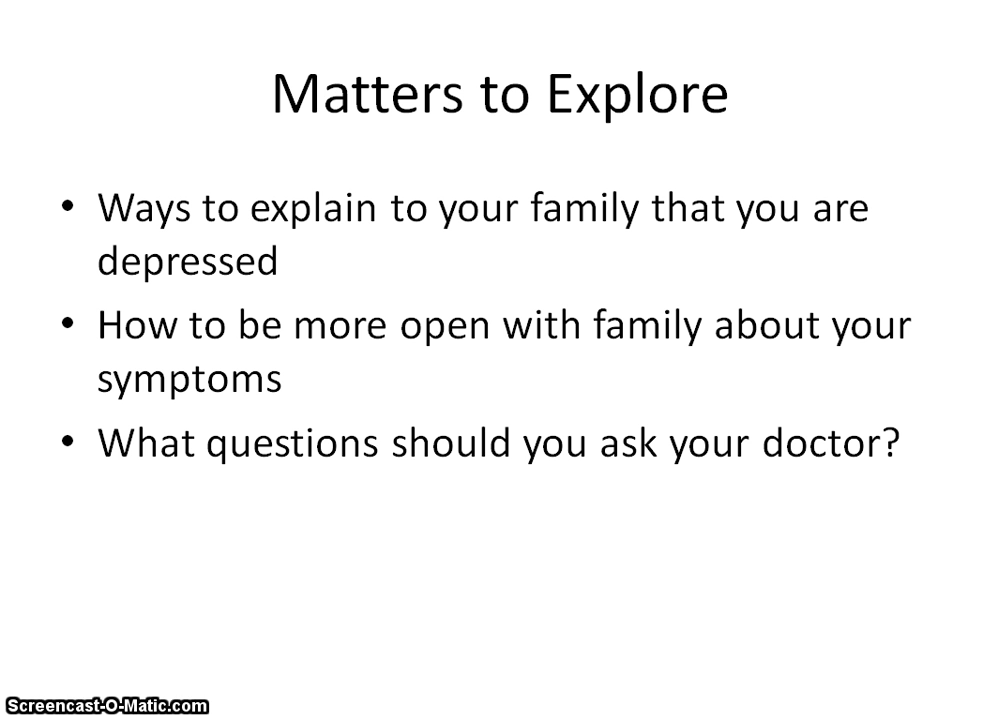 Matters to Explore
• Ways to explain to your family that you are
depressed
• How to be more open with family about your
symptoms
• What questions should you ask your doctor?
Screencast-O-Matic.com